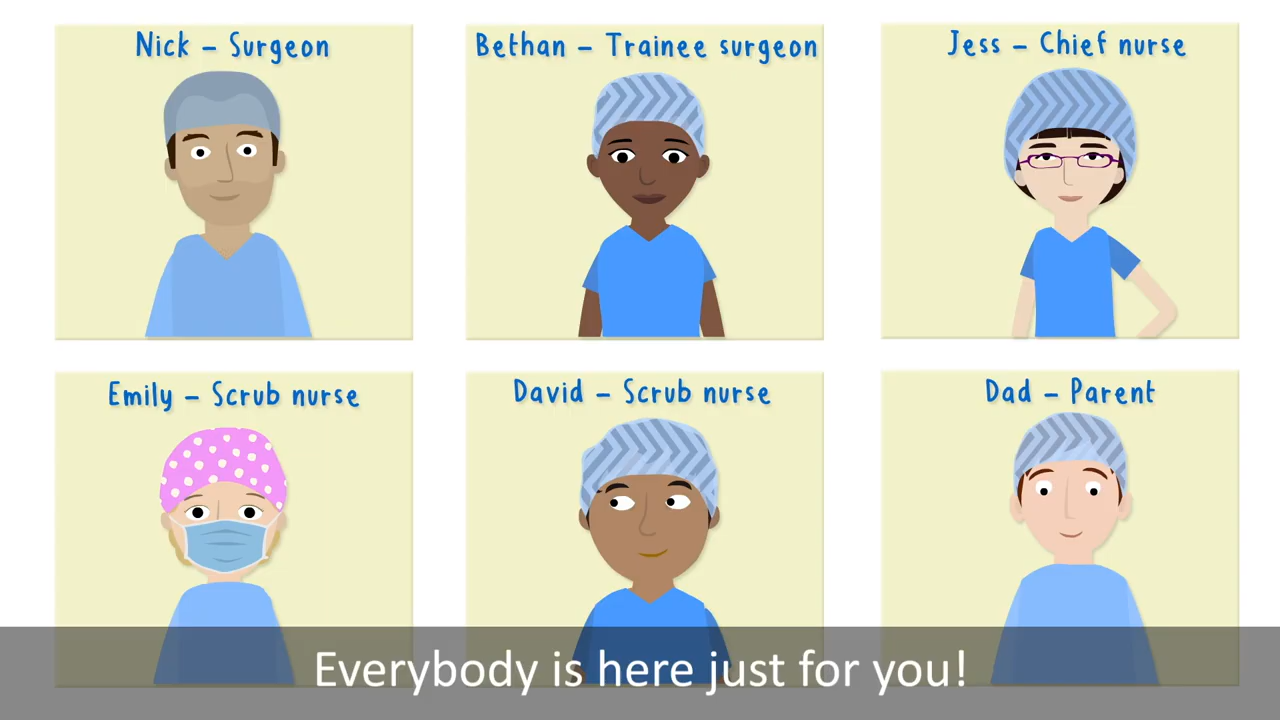 Nick – Surgeon
Bethan – Trainee surgeon
Jess – Chief nurse
Emily – Scrub nurse
David – Scrub nurse
Dad – Parent
Everybody is here just for you!